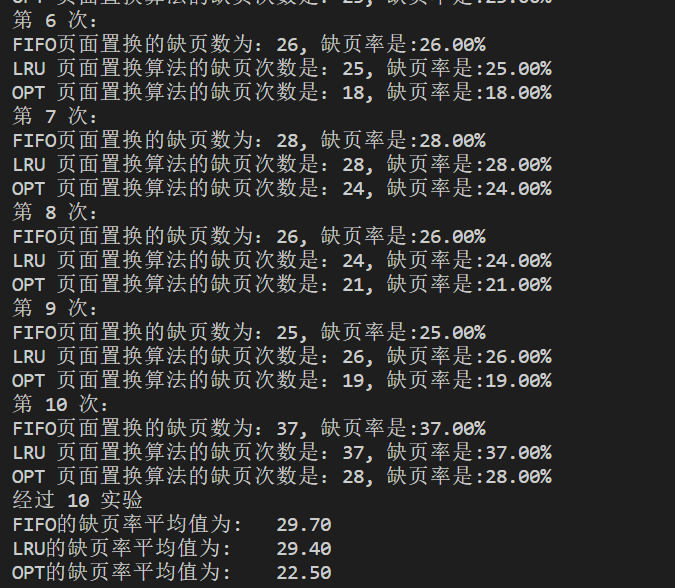 第 6 次:
FIFO页面置换的缺页数为: 26, 缺页率是:26.00%
LRU 页面置换算法的缺页次数是: 25, 缺页率是:25.00%
OPT 页面置换算法的缺页次数是: 18, 缺页率是:18.00%
第 7 次:
FIFO页面置换的缺页数为: 28, 缺页率是:28.00%
LRU 页面置换算法的缺页次数是: 28, 缺页率是:28.00%
OPT 页面置换算法的缺页次数是: 24, 缺页率是:24.00%
第 8 次:
FIFO页面置换的缺页数为: 26, 缺页率是:26.00%
LRU 页面置换算法的缺页次数是: 24, 缺页率是:24.00%
OPT 页面置换算法的缺页次数是: 21, 缺页率是:21.00%
第 9 次:
FIFO页面置换的缺页数为: 25, 缺页率是:25.00%
LRU 页面置换算法的缺页次数是: 26, 缺页率是:26.00%
OPT 页面置换算法的缺页次数是: 19, 缺页率是:19.00%
第 10 次:
FIFO页面置换的缺页数为: 37, 缺页率是:37.00%
LRU 页面置换算法的缺页次数是: 37, 缺页率是:37.00%
OPT 页面置换算法的缺页次数是: 28, 缺页率是:28.00%
经过 10 实验
FIFO的缺页率平均值为:   29.70
LRU的缺页率平均值为:    29.40
OPT的缺页率平均值为:    22.50